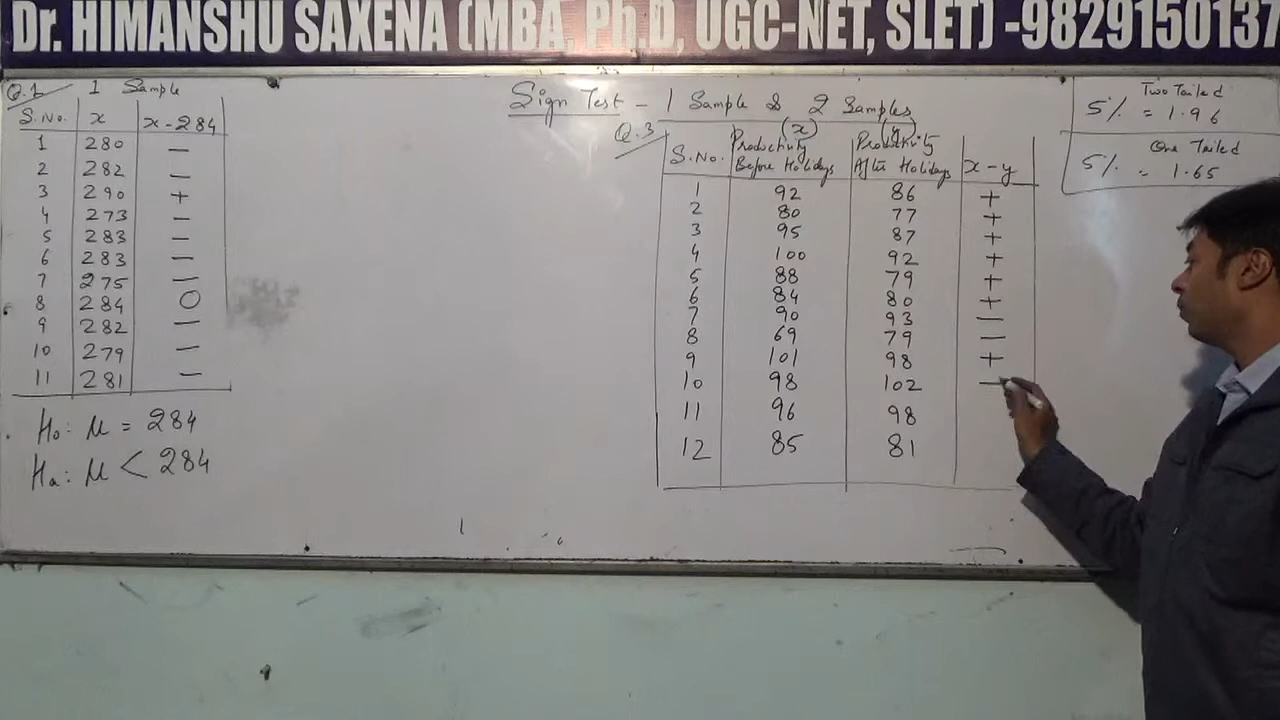 Dr. HIMANSHU SAXENA (MBA, Ph.D, UGC-NET, SLET) -9829150137
Sign Test - 1 Sample & 2 Samples
Q.1 1 Sample
S.No. x x-284
1 280 —
2 282 —
3 290 +
4 273 —
5 283 —
6 283 —
7 275 —
8 284 0
9 282 —
10 279 —
11 281 —
H0: μ = 284
Ha: μ < 284
Q.3
(x) (y)
S.No. Productivity Before Holidays Productivity After Holidays x-y
1 92 86 +
2 80 77 +
3 95 87 +
4 100 92 +
5 88 79 +
6 84 80 +
7 90 93 —
8 69 79 —
9 101 98 +
10 98 102 —
11 96 98
12 85 81
Two Tailed
5% = 1.96
One Tailed
5% = 1.65